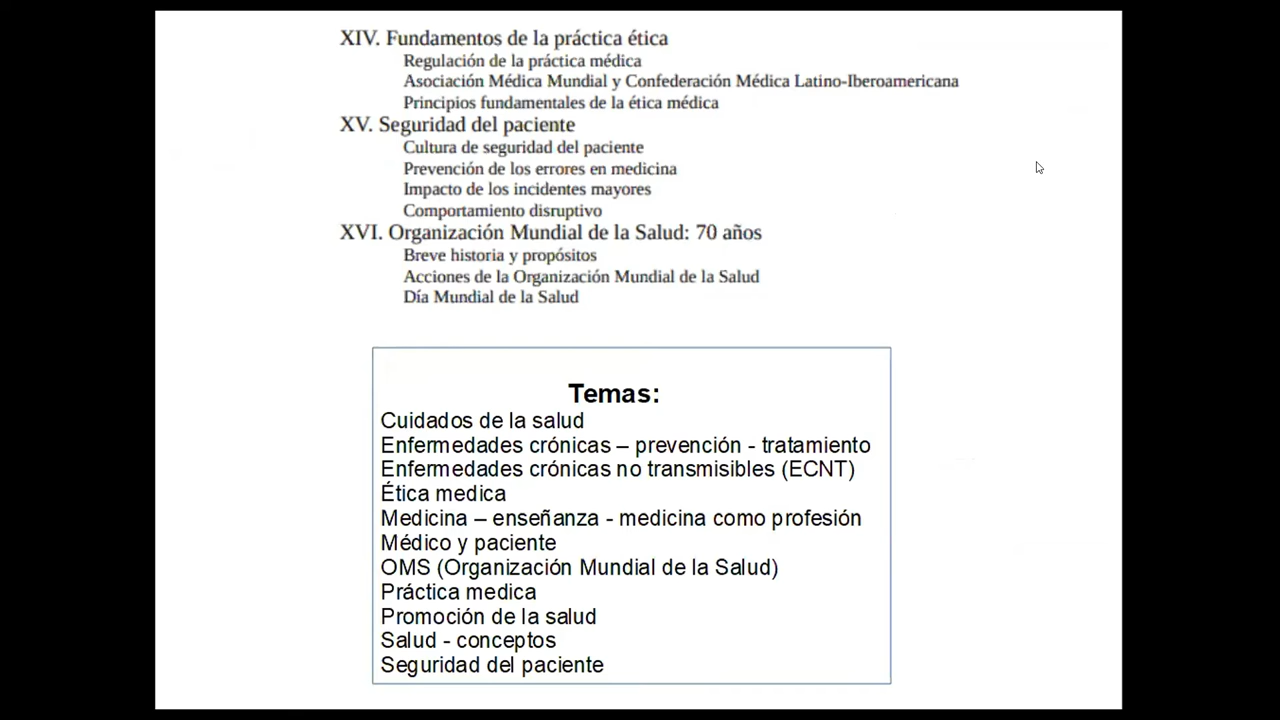 XIV. Fundamentos de la práctica ética
Regulación de la práctica médica
Asociación Médica Mundial y Confederación Médica Latino-Iberoamericana
Principios fundamentales de la ética médica
XV. Seguridad del paciente
Cultura de seguridad del paciente
Prevención de los errores en medicina
Impacto de los incidentes mayores
Comportamiento disruptivo
XVI. Organización Mundial de la Salud: 70 años
Breve historia y propósitos
Acciones de la Organización Mundial de la Salud
Día Mundial de la Salud
Temas:
Cuidados de la salud
Enfermedades crónicas – prevención - tratamiento
Enfermedades crónicas no transmisibles (ECNT)
Ética medica
Medicina – enseñanza - medicina como profesión
Médico y paciente
OMS (Organización Mundial de la Salud)
Práctica medica
Promoción de la salud
Salud - conceptos
Seguridad del paciente